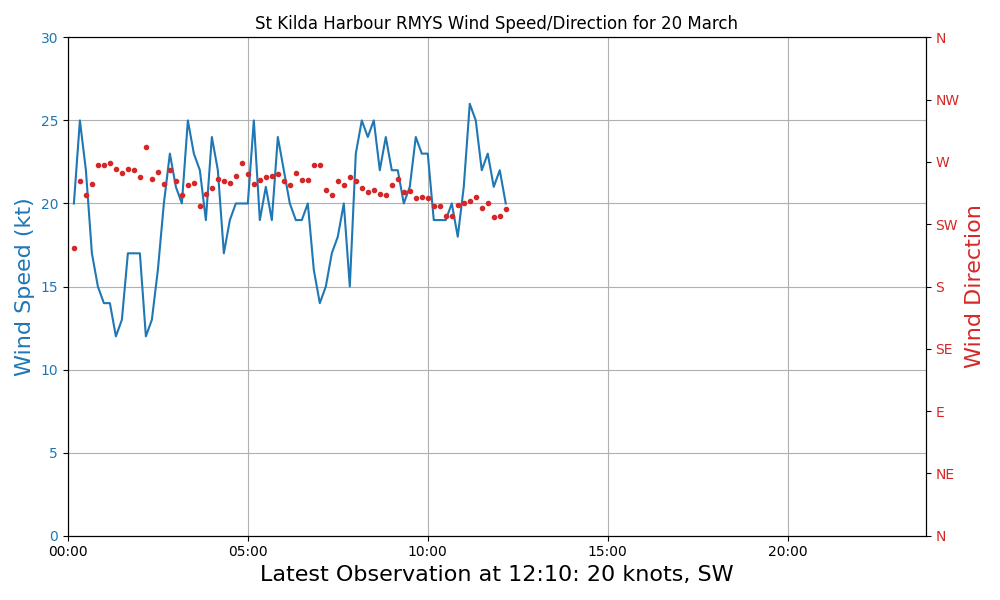 St Kilda Harbour RMYS Wind Speed/Direction for 20 March
30
25
20
15
10
5
0
Wind Speed (kt)
N
NW
W
SW
S
SE
E
NE
N
Wind Direction
00:00 05:00 10:00 15:00 20:00
Latest Observation at 12:10: 20 knots, SW